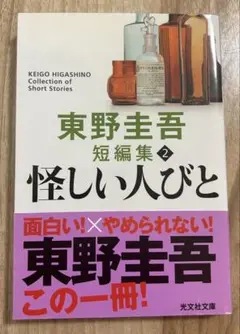 KEIGO HIGASHINO
Collection of
Short Stories
東野圭吾
短編集2
怪しい人びと
面白い!×やめられない!
東野圭吾
この一冊!
光文社文庫